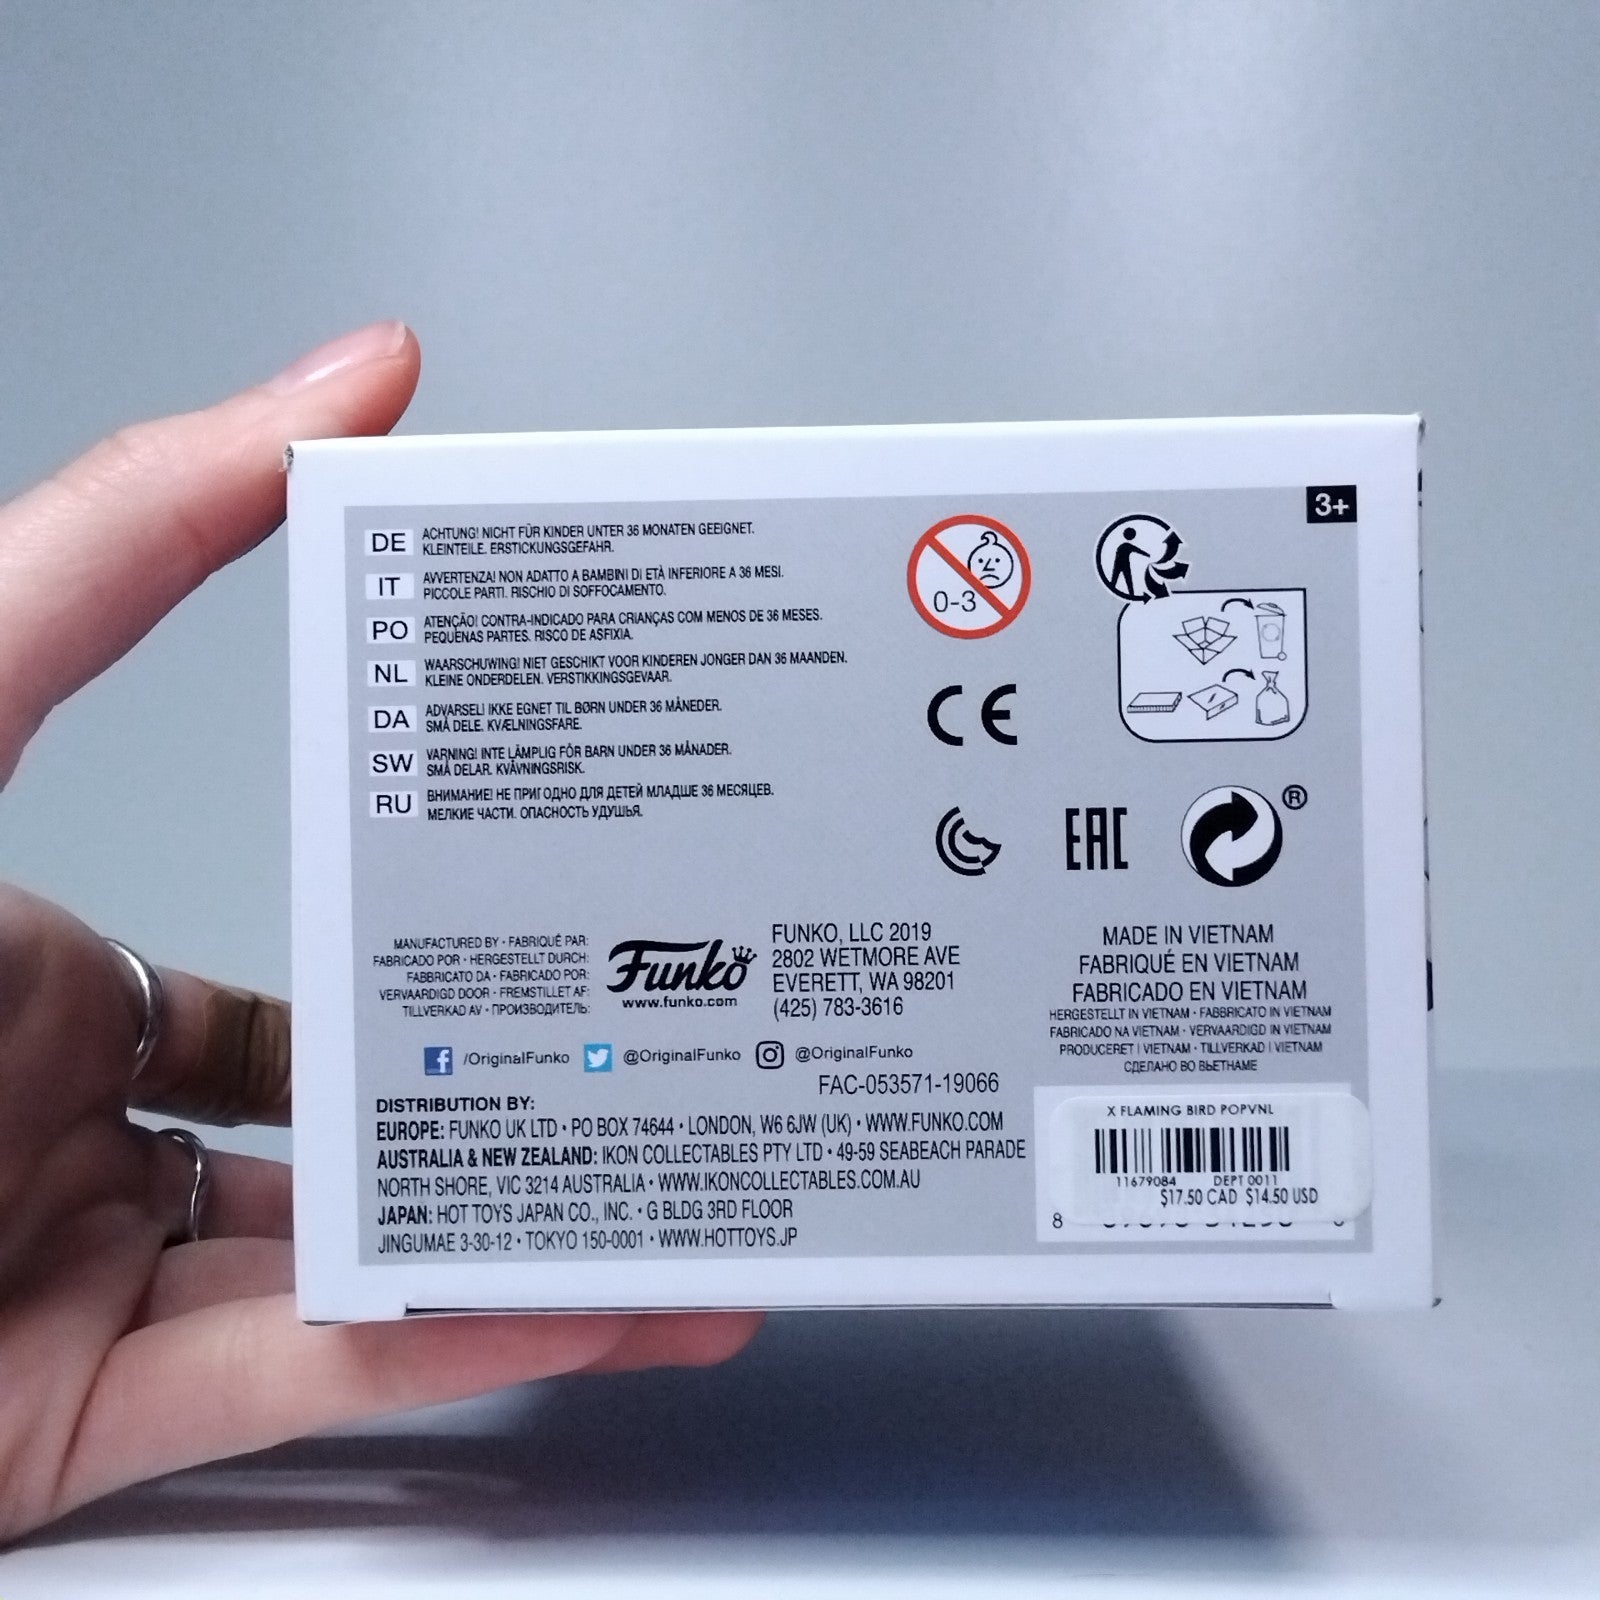 3+
DE ACHTUNG! NICHT FÜR KINDER UNTER 36 MONATEN GEEIGNET.
KLEINTEILE. ERSTICKUNGSGEFAHR.
IT AVVERTENZA! NON ADATTO A BAMBINI DI ETÀ INFERIORE A 36 MESI.
PICCOLE PARTI. RISCHIO DI SOFFOCAMENTO.
PO ATENÇÃO! CONTRA-INDICADO PARA CRIANÇAS COM MENOS DE 36 MESES.
PEQUENAS PARTES. RISCO DE ASFIXIA.
NL WAARSCHUWING! NIET GESCHIKT VOOR KINDEREN JONGER DAN 36 MAANDEN.
KLEINE ONDERDELEN. VERSTIKKINGSGEVAAR.
DA ADVARSEL! IKKE EGNET TIL BØRN UNDER 36 MÅNEDER.
SMÅ DELE. KVÆLNINGSFARE.
SW VARNING! INTE LÄMPLIG FÖR BARN UNDER 36 MÅNADER.
SMÅ DELAR. KVÄVNINGSRISK.
RU ВНИМАНИЕ! НЕ ПРИГОДНО ДЛЯ ДЕТЕЙ МЛАДШЕ 36 МЕСЯЦЕВ.
МЕЛКИЕ ЧАСТИ. ОПАСНОСТЬ УДУШЬЯ.
0-3
CE
EAC
®
MANUFACTURED BY • FABRIQUÉ PAR:
FABRICADO POR • HERGESTELLT DURCH:
FABBRICATO DA • FABRICADO POR:
VERVAARDIGD DOOR • FREMSTILLET AF:
TILLVERKAD AV • ПРОИЗВОДИТЕЛЬ:
Funko
www.funko.com
FUNKO, LLC 2019
2802 WETMORE AVE
EVERETT, WA 98201
(425) 783-3616
MADE IN VIETNAM
FABRIQUÉ EN VIETNAM
FABRICADO EN VIETNAM
HERGESTELLT IN VIETNAM • FABBRICATO IN VIETNAM
FABRICADO NA VIETNAM • VERVAARDIGD IN VIETNAM
PRODUCERET I VIETNAM • TILLVERKAD I VIETNAM
СДЕЛАНО ВО ВЬЕТНАМЕ
/OriginalFunko @OriginalFunko @OriginalFunko
FAC-053571-19066
DISTRIBUTION BY:
EUROPE: FUNKO UK LTD • PO BOX 74644 • LONDON, W6 6JW (UK) • WWW.FUNKO.COM
AUSTRALIA & NEW ZEALAND: IKON COLLECTABLES PTY LTD • 49-59 SEABEACH PARADE
NORTH SHORE, VIC 3214 AUSTRALIA • WWW.IKONCOLLECTABLES.COM.AU
JAPAN: HOT TOYS JAPAN CO., INC. • G BLDG 3RD FLOOR
JINGUMAE 3-30-12 • TOKYO 150-0001 • WWW.HOTTOYS.JP
X FLAMING BIRD POPVNL
11679084 DEPT 0011
$17.50 CAD $14.50 USD
8